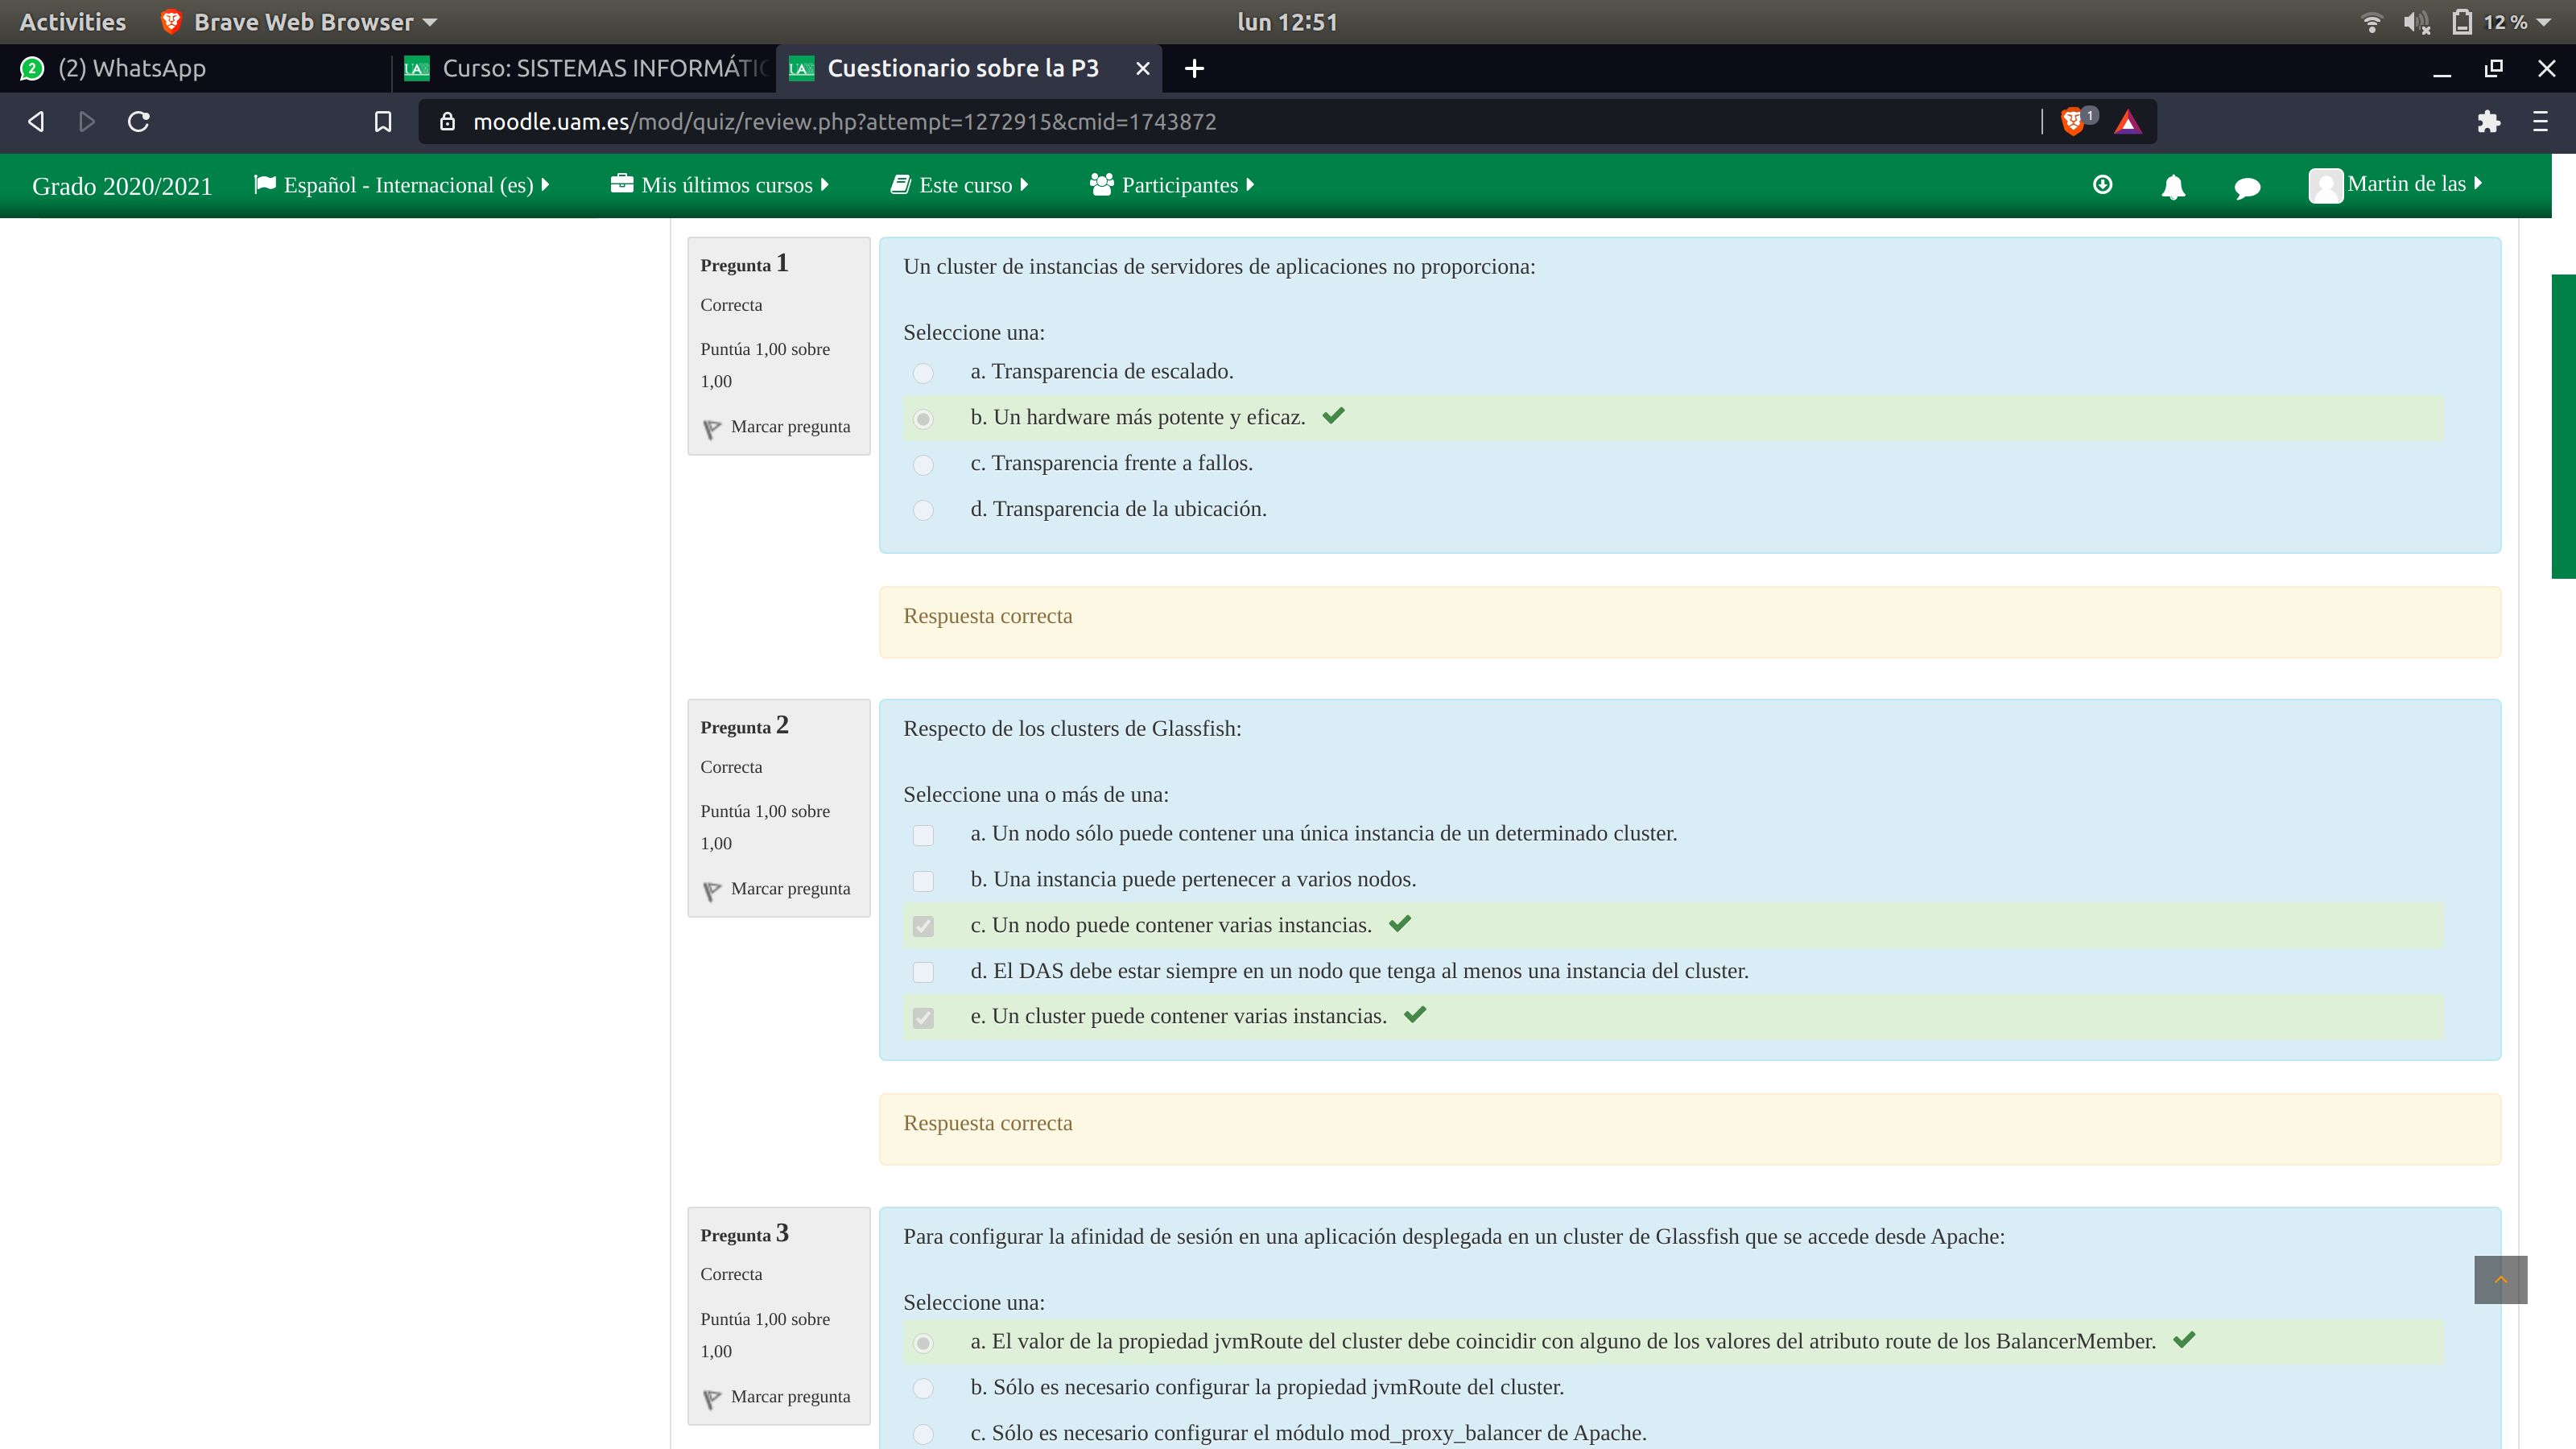 Activities Brave Web Browser lun 12:51 12 %
2 (2) WhatsApp Curso: SISTEMAS INFORMÁTIC Cuestionario sobre la P3
moodle.uam.es/mod/quiz/review.php?attempt=1272915&cmid=1743872 1
Grado 2020/2021 Español - Internacional (es) Mis últimos cursos Este curso Participantes Martin de las
Pregunta 1
Correcta
Puntúa 1,00 sobre
1,00
Marcar pregunta
Un cluster de instancias de servidores de aplicaciones no proporciona:
Seleccione una:
a. Transparencia de escalado.
b. Un hardware más potente y eficaz.
c. Transparencia frente a fallos.
d. Transparencia de la ubicación.
Respuesta correcta
Pregunta 2
Correcta
Puntúa 1,00 sobre
1,00
Marcar pregunta
Respecto de los clusters de Glassfish:
Seleccione una o más de una:
a. Un nodo sólo puede contener una única instancia de un determinado cluster.
b. Una instancia puede pertenecer a varios nodos.
c. Un nodo puede contener varias instancias.
d. El DAS debe estar siempre en un nodo que tenga al menos una instancia del cluster.
e. Un cluster puede contener varias instancias.
Respuesta correcta
Pregunta 3
Correcta
Puntúa 1,00 sobre
1,00
Marcar pregunta
Para configurar la afinidad de sesión en una aplicación desplegada en un cluster de Glassfish que se accede desde Apache:
Seleccione una:
a. El valor de la propiedad jvmRoute del cluster debe coincidir con alguno de los valores del atributo route de los BalancerMember.
b. Sólo es necesario configurar la propiedad jvmRoute del cluster.
c. Sólo es necesario configurar el módulo mod_proxy_balancer de Apache.